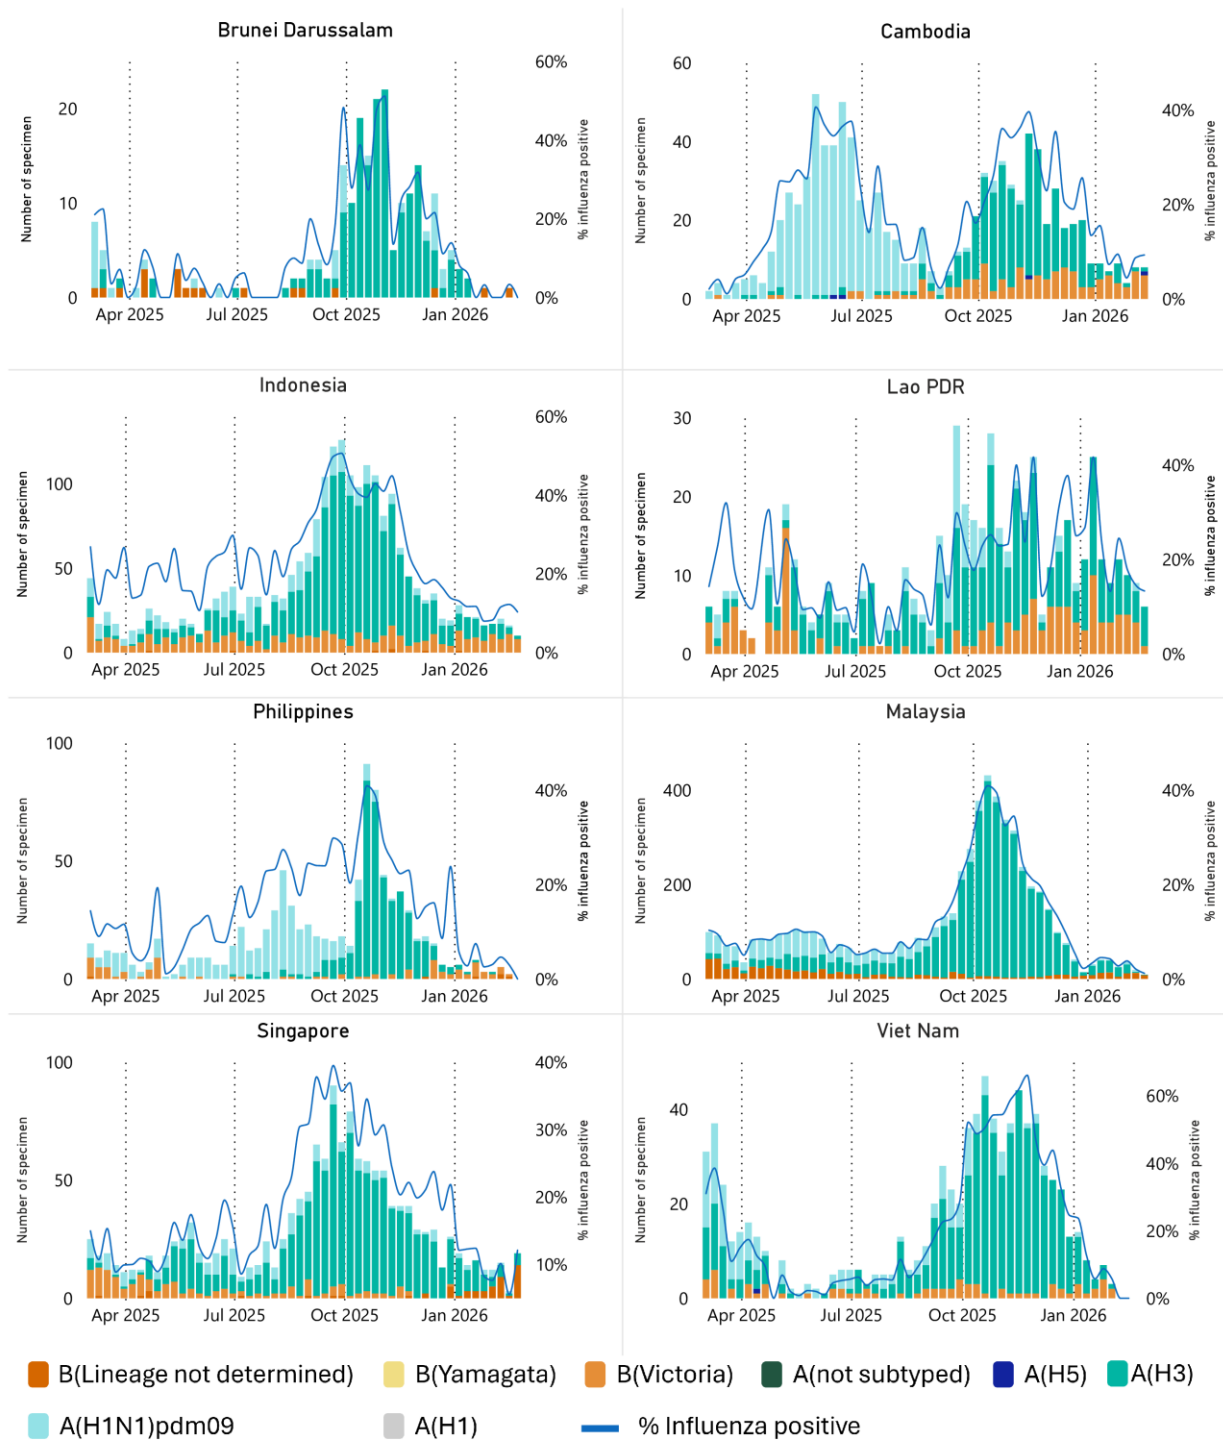 Brunei Darussalam
Number of specimen
20
10
0
60%
40%
20%
0%
% influenza positive
Apr 2025 Jul 2025 Oct 2025 Jan 2026
Cambodia
Number of specimen
60
40
20
0
40%
20%
0%
% influenza positive
Apr 2025 Jul 2025 Oct 2025 Jan 2026
Indonesia
Number of specimen
100
50
0
60%
40%
20%
0%
% influenza positive
Apr 2025 Jul 2025 Oct 2025 Jan 2026
Lao PDR
Number of specimen
30
20
10
0
40%
20%
0%
% influenza positive
Apr 2025 Jul 2025 Oct 2025 Jan 2026
Philippines
Number of specimen
100
50
0
40%
20%
0%
% influenza positive
Apr 2025 Jul 2025 Oct 2025 Jan 2026
Malaysia
Number of specimen
400
200
0
40%
20%
0%
% influenza positive
Apr 2025 Jul 2025 Oct 2025 Jan 2026
Singapore
Number of specimen
100
50
0
40%
30%
20%
10%
% influenza positive
Apr 2025 Jul 2025 Oct 2025 Jan 2026
Viet Nam
Number of specimen
40
20
0
60%
40%
20%
0%
% influenza positive
Apr 2025 Jul 2025 Oct 2025 Jan 2026
B(Lineage not determined) B(Yamagata) B(Victoria) A(not subtyped) A(H5) A(H3)
A(H1N1)pdm09 A(H1) % Influenza positive